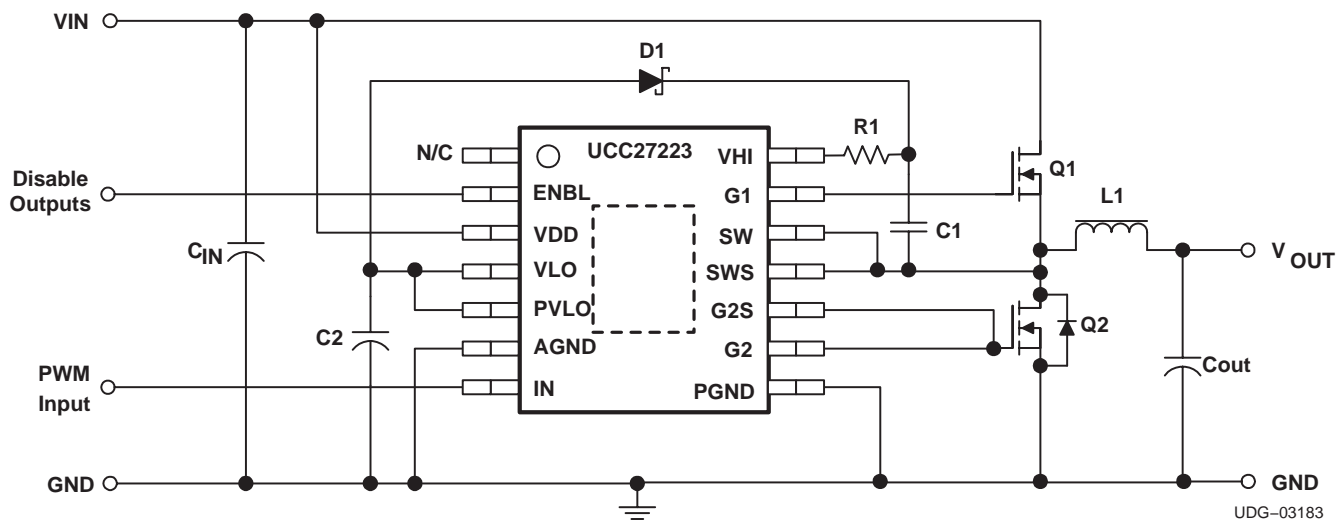 VIN
D1
R1
N/C
UCC27223
VHI
Q1
Disable
Outputs
ENBL
G1
L1
VDD
SW
C1
CIN
VLO
SWS
VOUT
PVLO
G2S
Q2
C2
AGND
G2
Cout
PWM
Input
IN
PGND
GND
GND
UDG–03183